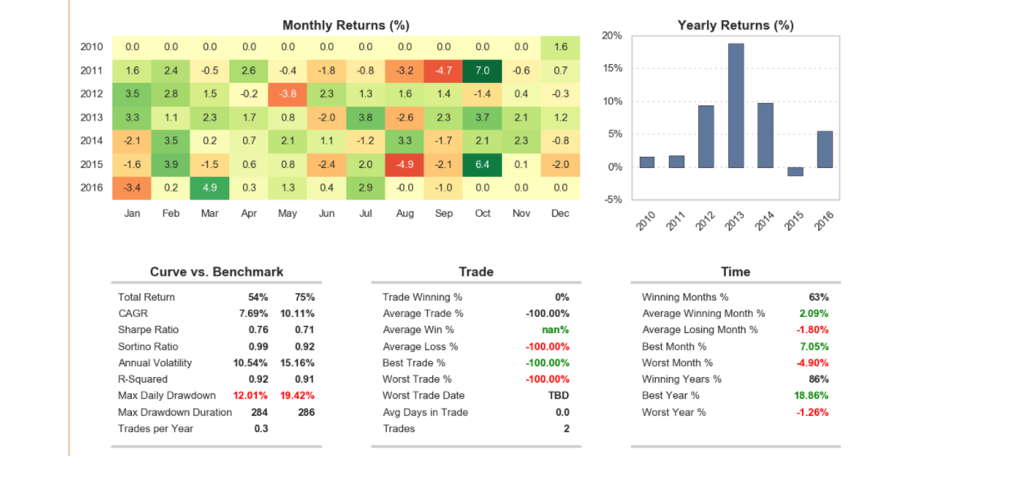 Monthly Returns (%)
2010 0.0 0.0 0.0 0.0 0.0 0.0 0.0 0.0 0.0 0.0 0.0 1.6
2011 1.6 2.4 -0.5 2.6 -0.4 -1.8 -0.8 -3.2 -4.7 7.0 -0.6 0.7
2012 3.5 2.8 1.5 -0.2 -3.8 2.3 1.3 1.6 1.4 -1.4 0.4 -0.3
2013 3.3 1.1 2.3 1.7 0.8 -2.0 3.8 -2.6 2.3 3.7 2.1 1.2
2014 -2.1 3.5 0.2 0.7 2.1 1.1 -1.2 3.3 -1.7 2.1 2.3 -0.8
2015 -1.6 3.9 -1.5 0.6 0.8 -2.4 2.0 -4.9 -2.1 6.4 0.1 -2.0
2016 -3.4 0.2 4.9 0.3 1.3 0.4 2.9 -0.0 -1.0 0.0 0.0 0.0
Jan Feb Mar Apr May Jun Jul Aug Sep Oct Nov Dec
Yearly Returns (%)
20%
15%
10%
5%
0%
-5%
2010 2011 2012 2013 2014 2015 2016
Curve vs. Benchmark
Total Return 54% 75%
CAGR 7.69% 10.11%
Sharpe Ratio 0.76 0.71
Sortino Ratio 0.99 0.92
Annual Volatility 10.54% 15.16%
R-Squared 0.92 0.91
Max Daily Drawdown 12.01% 19.42%
Max Drawdown Duration 284 286
Trades per Year 0.3
Trade
Trade Winning % 0%
Average Trade % -100.00%
Average Win % nan%
Average Loss % -100.00%
Best Trade % -100.00%
Worst Trade % -100.00%
Worst Trade Date TBD
Avg Days in Trade 0.0
Trades 2
Time
Winning Months % 63%
Average Winning Month % 2.09%
Average Losing Month % -1.80%
Best Month % 7.05%
Worst Month % -4.90%
Winning Years % 86%
Best Year % 18.86%
Worst Year % -1.26%